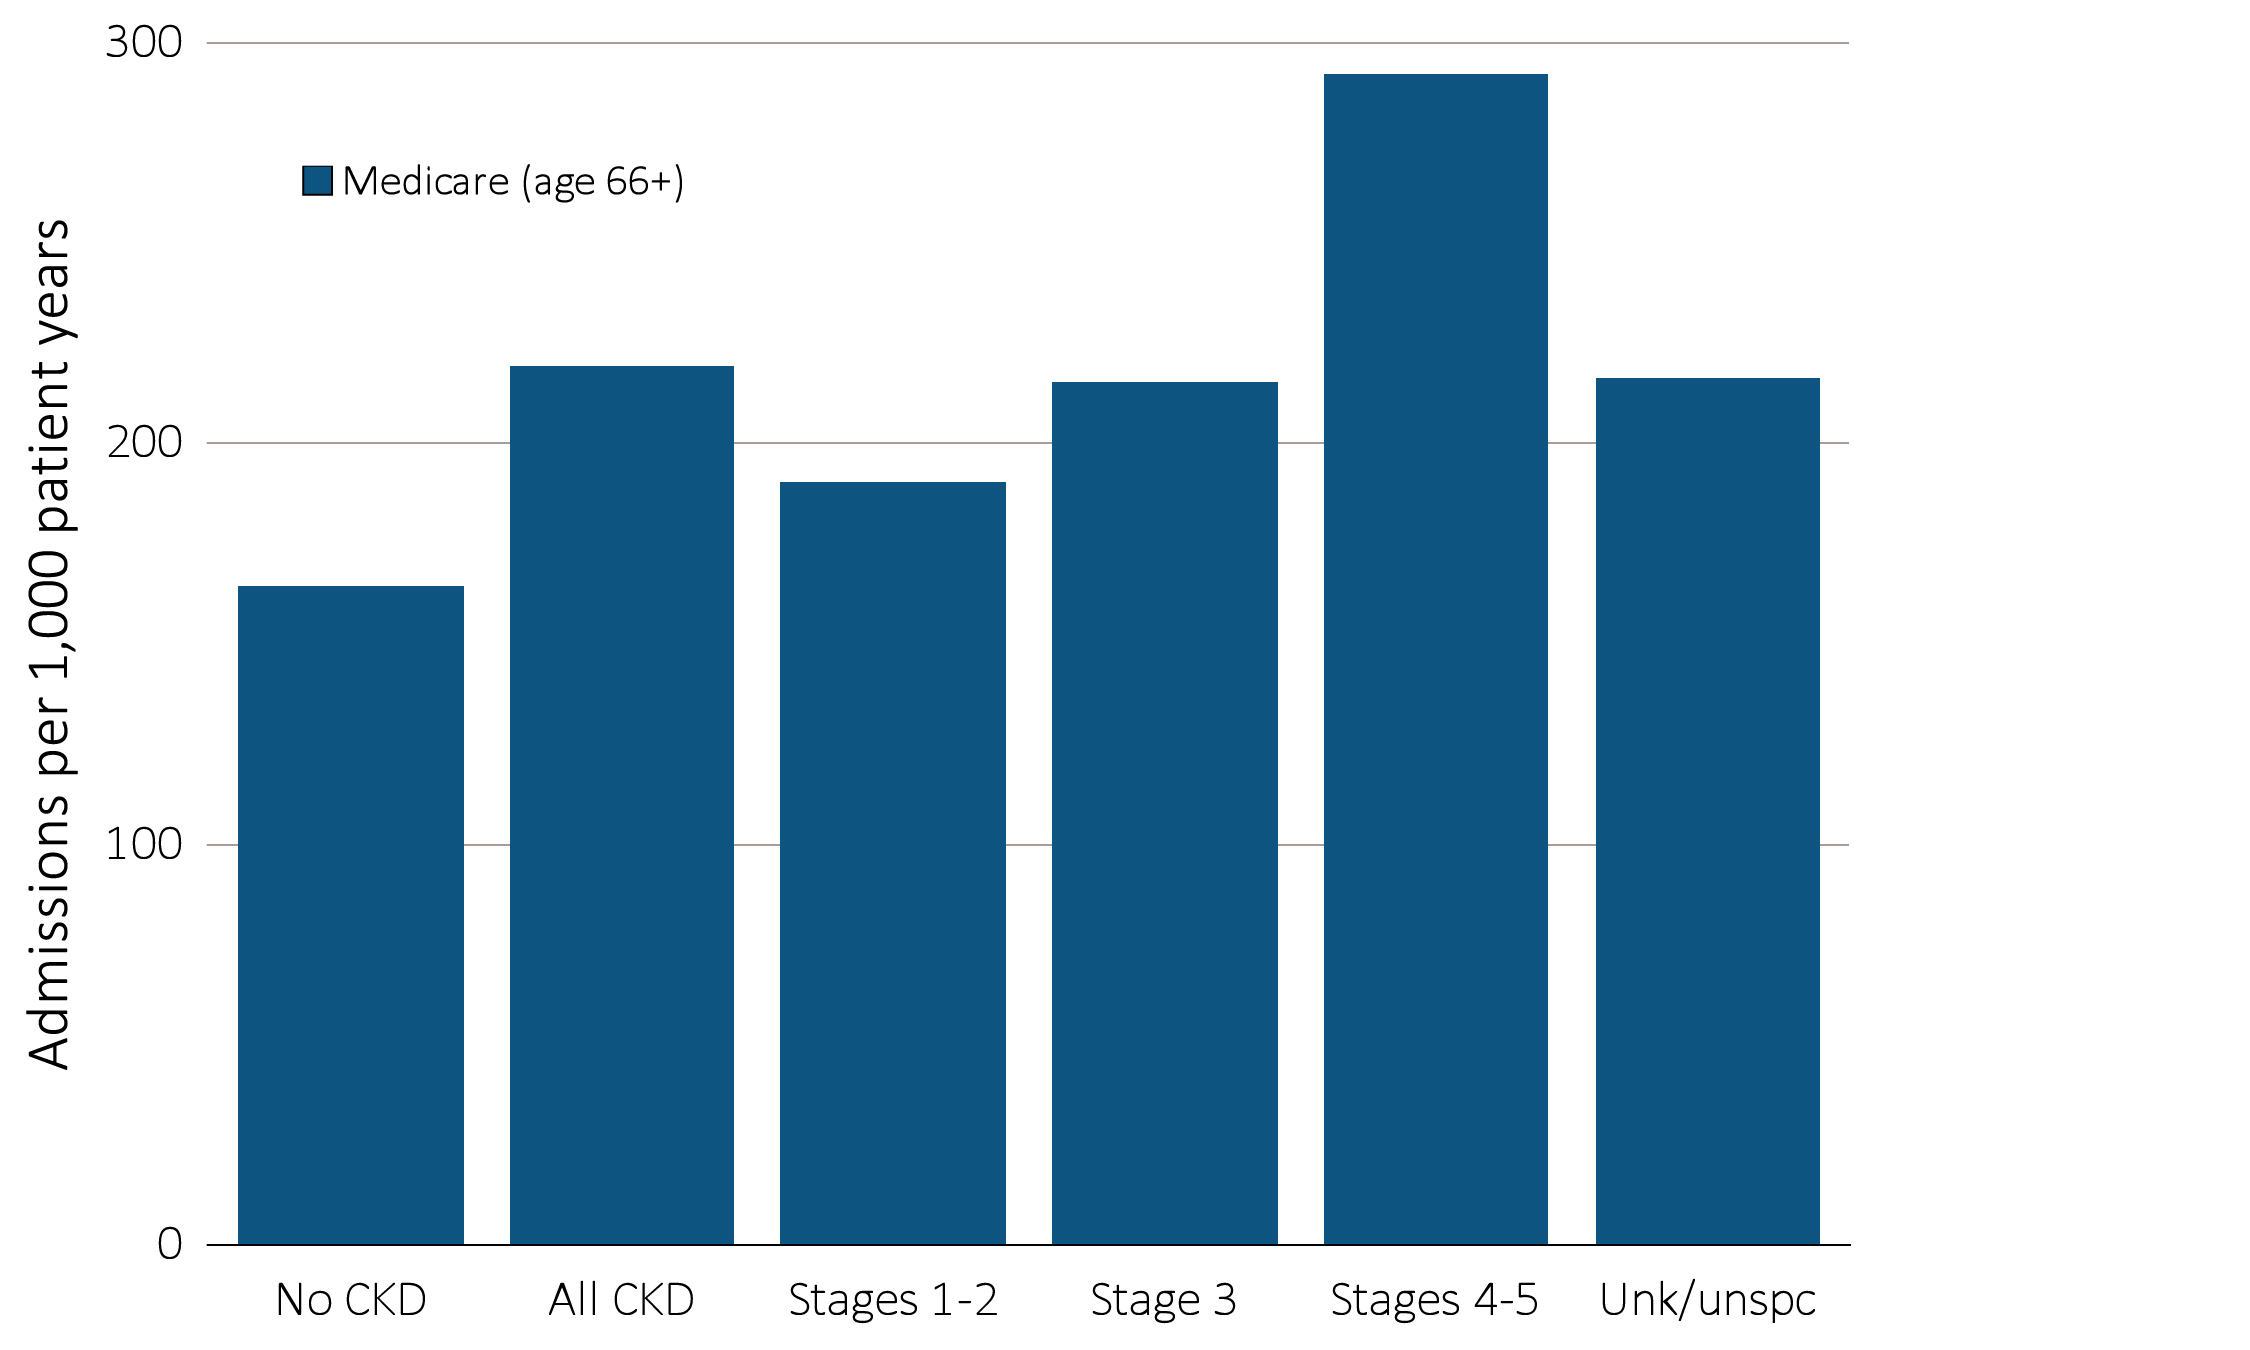 300
Medicare (age 66+)
Admissions per 1,000 patient years
200
100
0
No CKD All CKD Stages 1-2 Stage 3 Stages 4-5 Unk/unspc